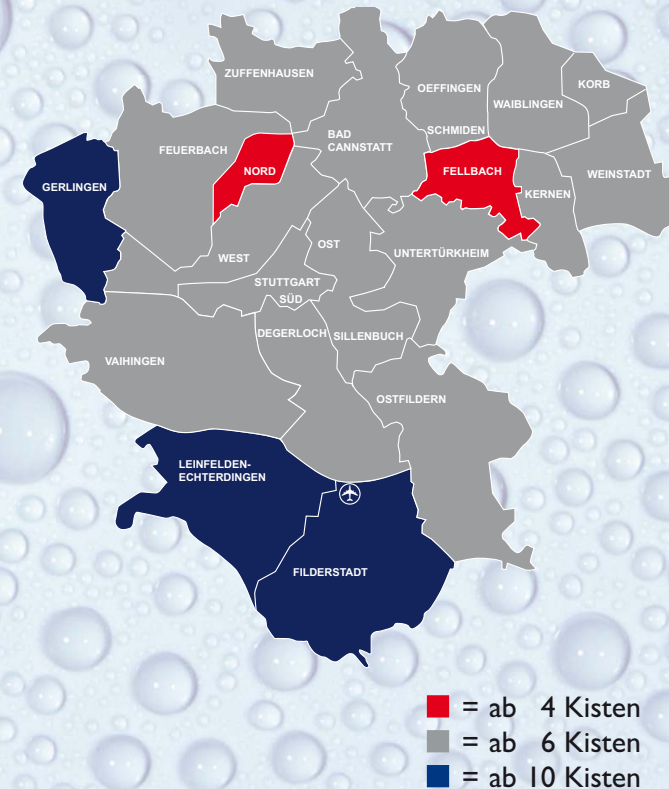 ZUFFENHAUSEN
OEFFINGEN
KORB
WAIBLINGEN
FEUERBACH
BAD
CANNSTATT
SCHMIDEN
NORD
FELLBACH
WEINSTADT
GERLINGEN
KERNEN
WEST
OST
UNTERTÜRKHEIM
STUTTGART
SÜD
DEGERLOCH
SILLENBUCH
VAIHINGEN
OSTFILDERN
LEINFELDEN-
ECHTERDINGEN
FILDERSTADT
= ab 4 Kisten
= ab 6 Kisten
= ab 10 Kisten